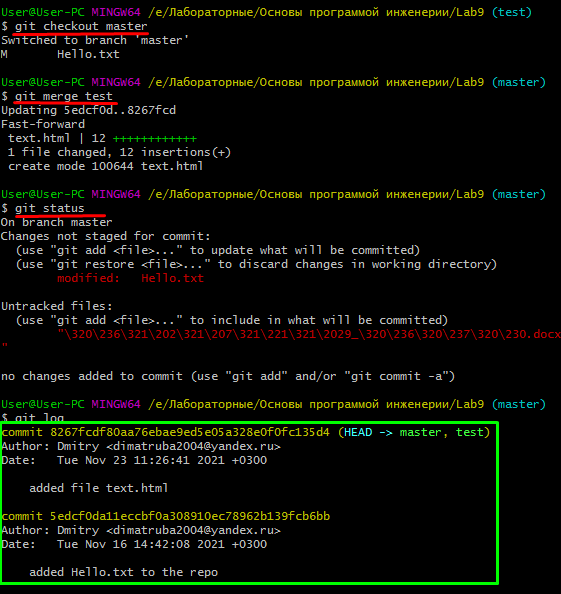 User@User-PC MINGW64 /e/Лабораторные/Основы програмной инженерии/Lab9 (test)
$ git checkout master
Switched to branch 'master'
M       Hello.txt
User@User-PC MINGW64 /e/Лабораторные/Основы програмной инженерии/Lab9 (master)
$ git merge test
Updating 5edcf0d..8267fcd
Fast-forward
 text.html | 12 ++++++++++++
 1 file changed, 12 insertions(+)
 create mode 100644 text.html
User@User-PC MINGW64 /e/Лабораторные/Основы програмной инженерии/Lab9 (master)
$ git status
On branch master
Changes not staged for commit:
  (use "git add <file>..." to update what will be committed)
  (use "git restore <file>..." to discard changes in working directory)
        modified:   Hello.txt
Untracked files:
  (use "git add <file>..." to include in what will be committed)
        "\320\236\321\202\321\207\321\221\321\2029_\320\236\320\237\320\230.docx
"
no changes added to commit (use "git add" and/or "git commit -a")
User@User-PC MINGW64 /e/Лабораторные/Основы програмной инженерии/Lab9 (master)
$ git log
commit 8267fcdf80aa76ebae9ed5e05a328e0f0fc135d4 (HEAD -> master, test)
Author: Dmitry <dimatruba2004@yandex.ru>
Date:   Tue Nov 23 11:26:41 2021 +0300
    added file text.html
commit 5edcf0da11eccbf0a308910ec78962b139fcb6bb
Author: Dmitry <dimatruba2004@yandex.ru>
Date:   Tue Nov 16 14:42:08 2021 +0300
    added Hello.txt to the repo